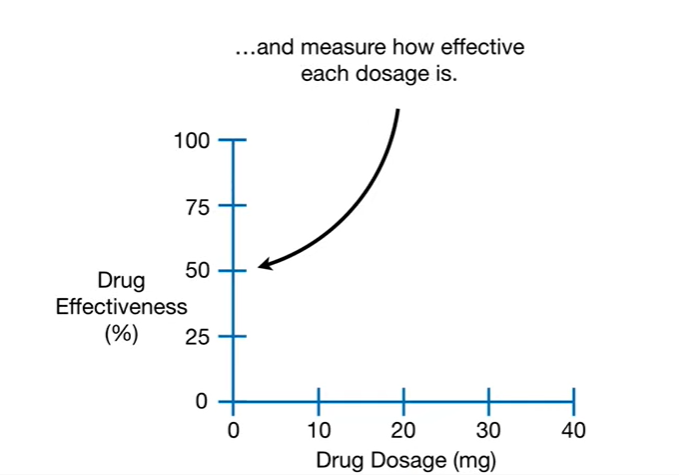 ...and measure how effective
each dosage is.
100
75
50
25
0
Drug
Effectiveness
(%)
0 10 20 30 40
Drug Dosage (mg)